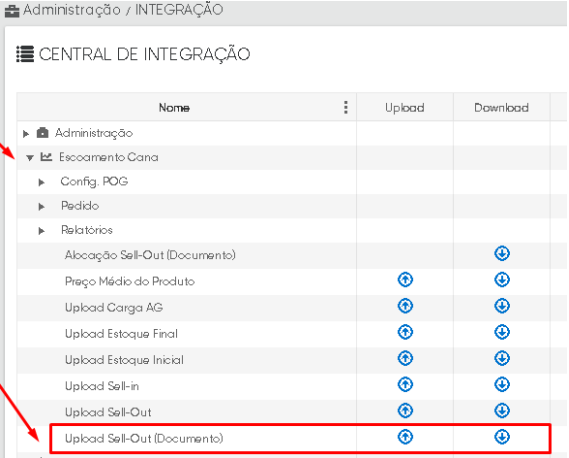 Administração / INTEGRAÇÃO
CENTRAL DE INTEGRAÇÃO
Nome Upload Download
Administração
Escoamento Cana
Config. POG
Pedido
Relatórios
Alocação Sell-Out (Documento)
Preço Médio do Produto
Upload Carga AG
Upload Estoque Final
Upload Estoque Inicial
Upload Sell-in
Upload Sell-Out
Upload Sell-Out (Documento)